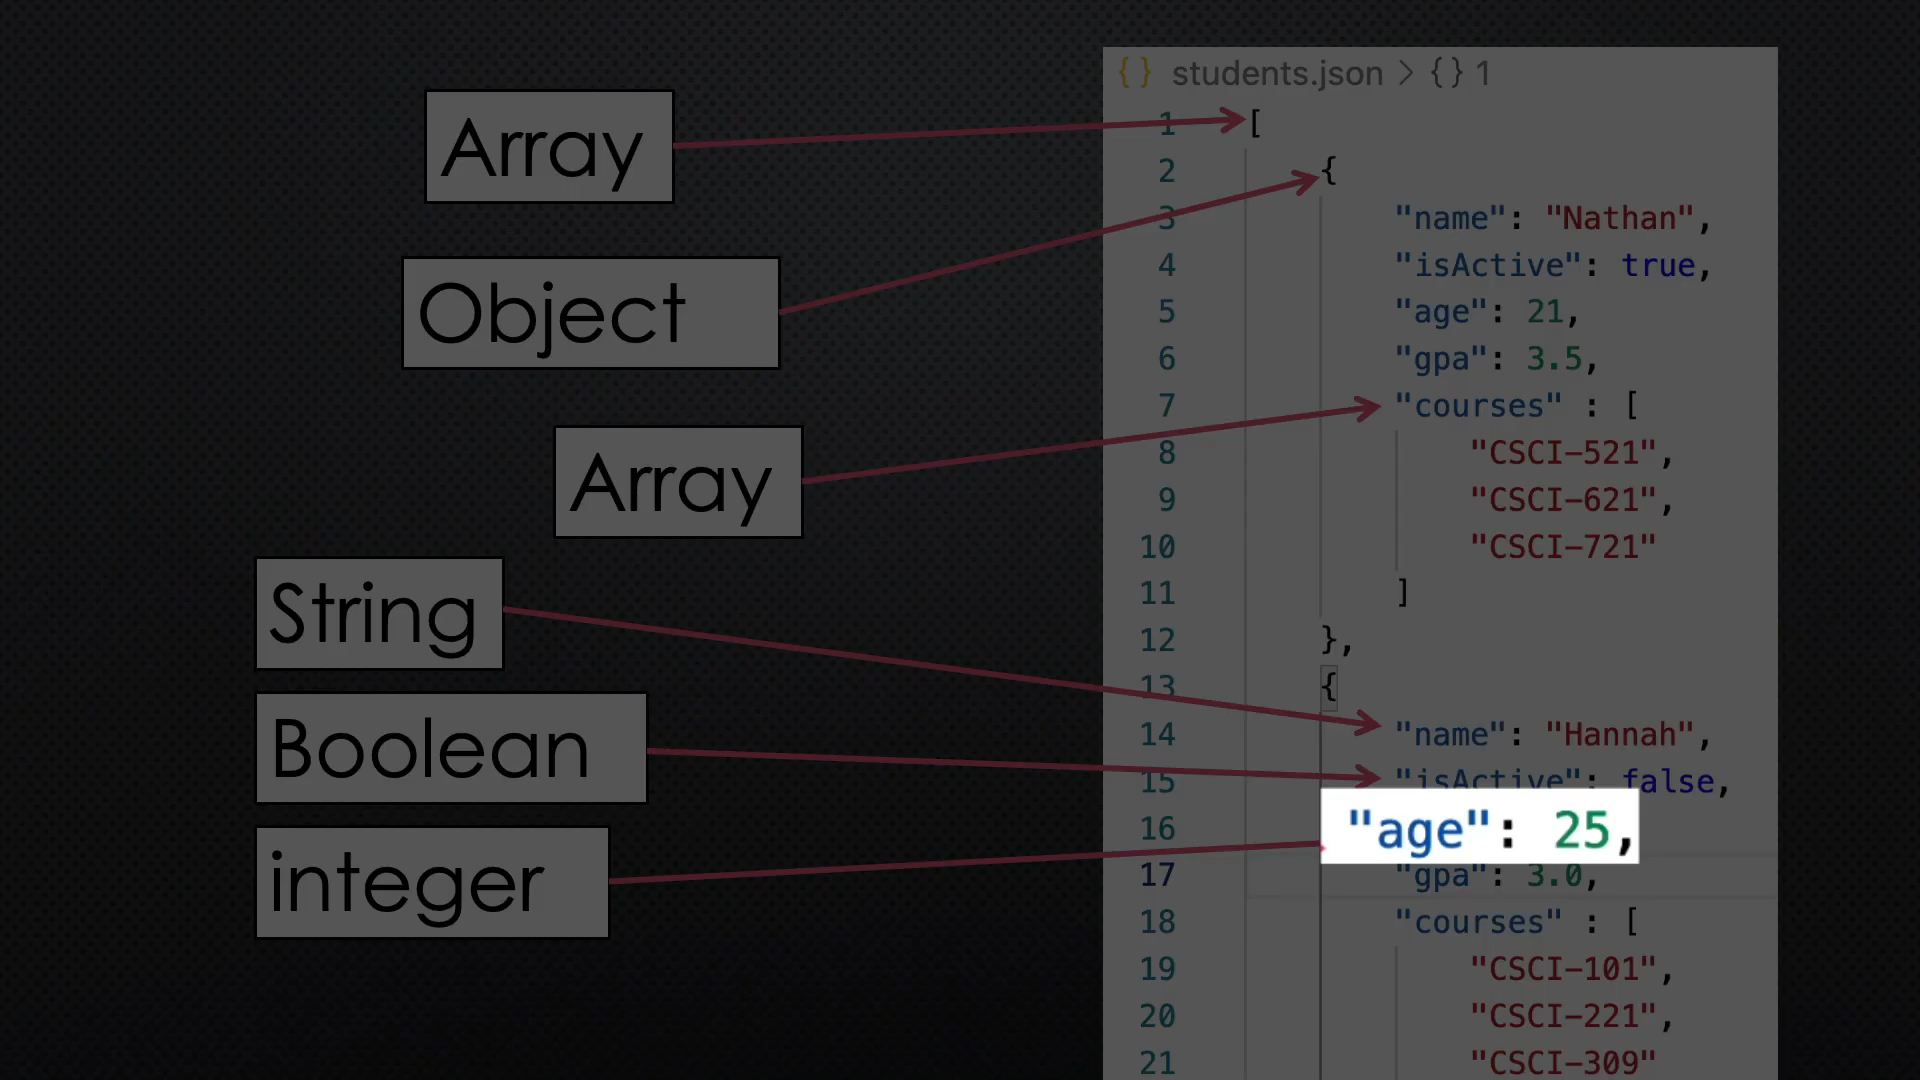 Array
Object
Array
String
Boolean
integer
{} students.json > {} 1
1 [
2 {
3 "name": "Nathan",
4 "isActive": true,
5 "age": 21,
6 "gpa": 3.5,
7 "courses" : [
8 "CSCI-521",
9 "CSCI-621",
10 "CSCI-721"
11 ]
12 },
13 {
14 "name": "Hannah",
15 "isActive": false,
16 "age": 25,
17 "gpa": 3.0,
18 "courses" : [
19 "CSCI-101",
20 "CSCI-221",
21 "CSCI-309"